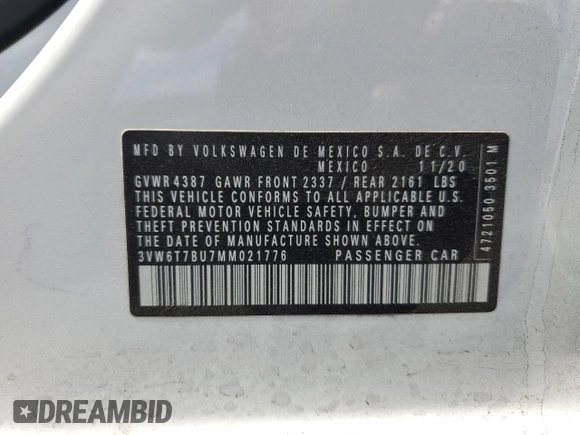 MFD BY VOLKSWAGEN DE MEXICO S.A. DE C.V.
MEXICO 11/20
GVWR 4387 GAWR FRONT 2337 / REAR 2161 LBS
THIS VEHICLE CONFORMS TO ALL APPLICABLE U.S.
FEDERAL MOTOR VEHICLE SAFETY, BUMPER AND
THEFT PREVENTION STANDARDS IN EFFECT ON THE
DATE OF MANUFACTURE SHOWN ABOVE.
3VW6T7BU7MM021776 PASSENGER CAR
4721050 3601 M
DREAMBID